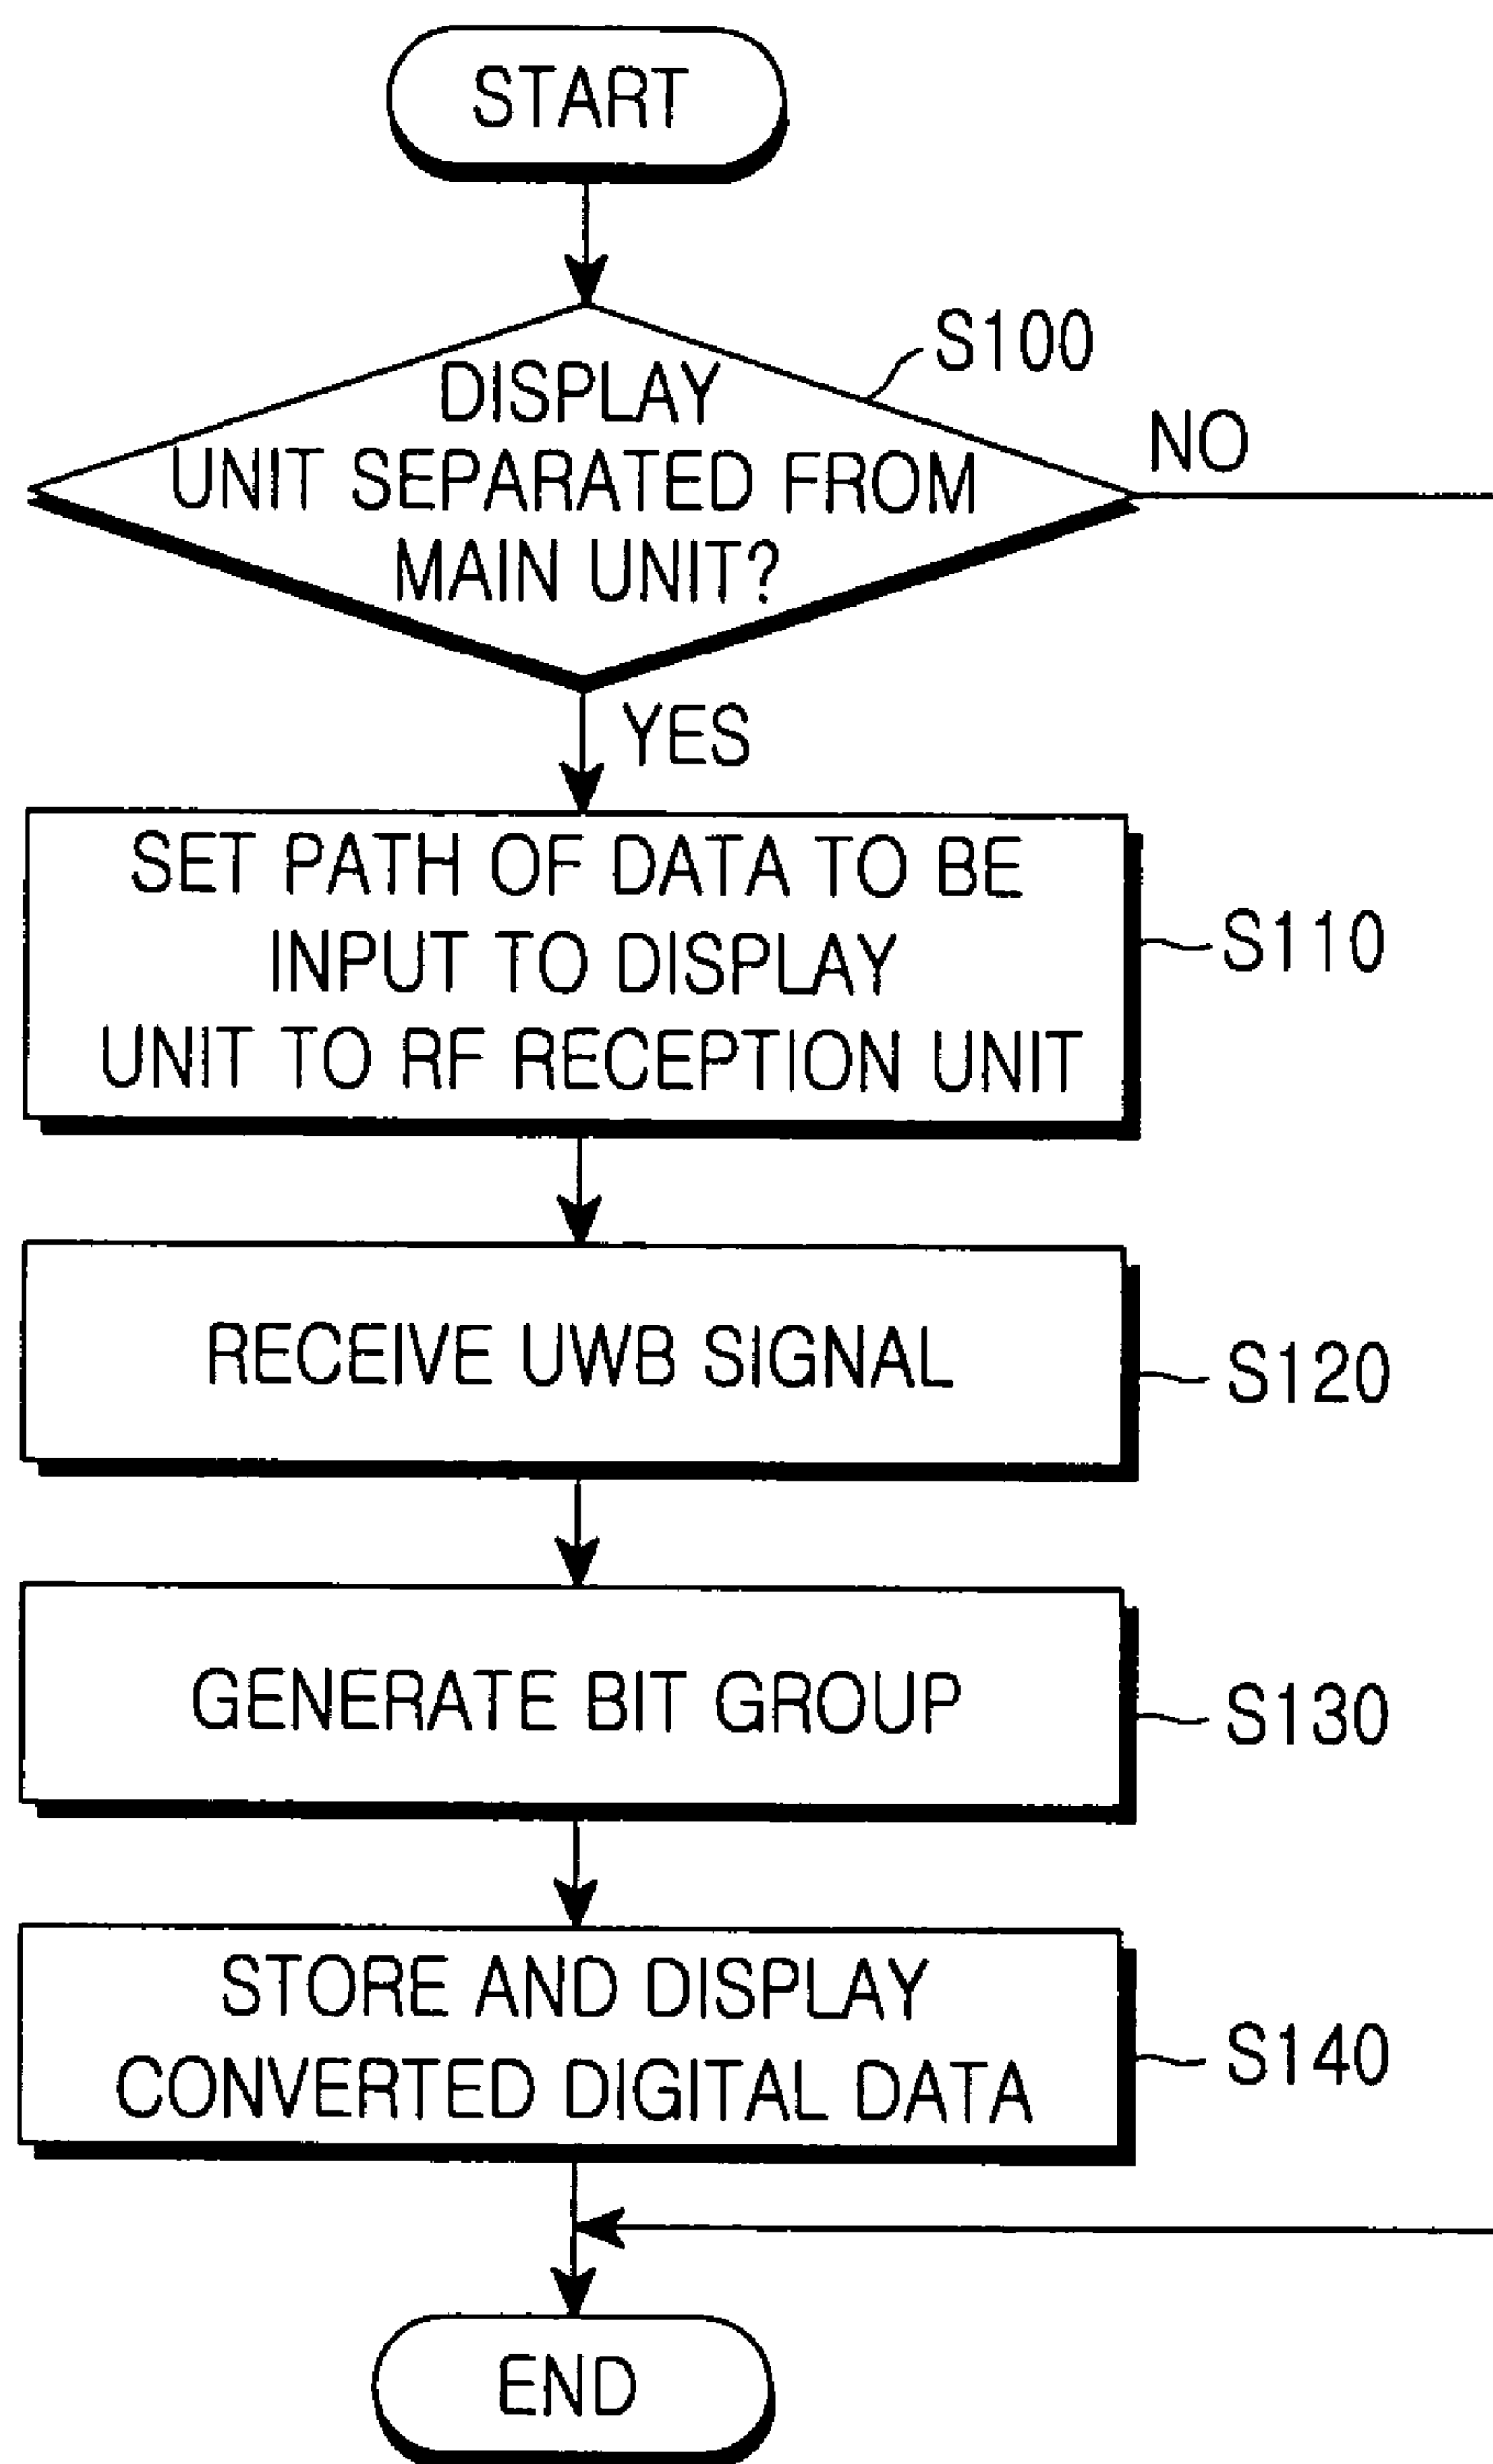 START
S100
DISPLAY
UNIT SEPARATED FROM
MAIN UNIT?
NO
YES
SET PATH OF DATA TO BE
INPUT TO DISPLAY
UNIT TO RF RECEPTION UNIT
S110
RECEIVE UWB SIGNAL
S120
GENERATE BIT GROUP
S130
STORE AND DISPLAY
CONVERTED DIGITAL DATA
S140
END